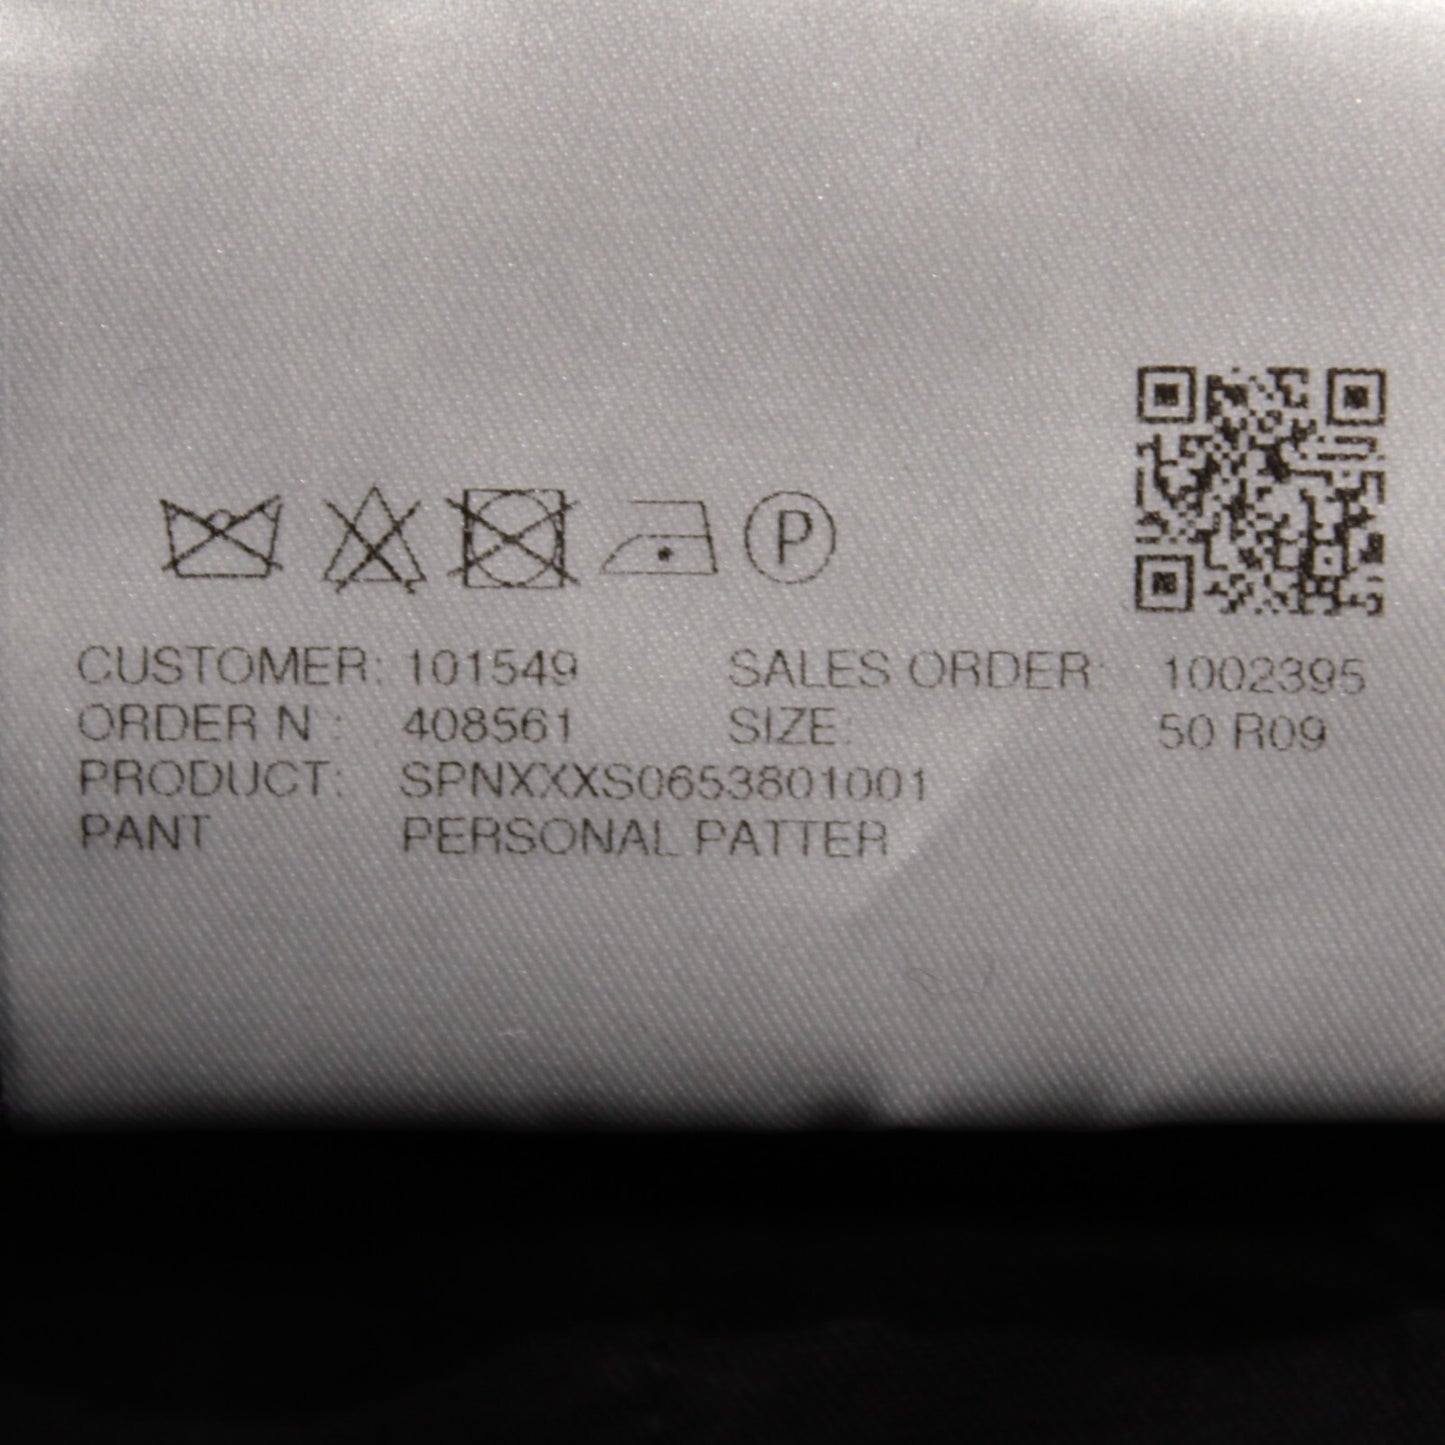 P
CUSTOMER: 101549 SALES ORDER: 1002395
ORDER N : 408561 SIZE: 50 R09
PRODUCT: SPNXXXS0653801001
PANT PERSONAL PATTER